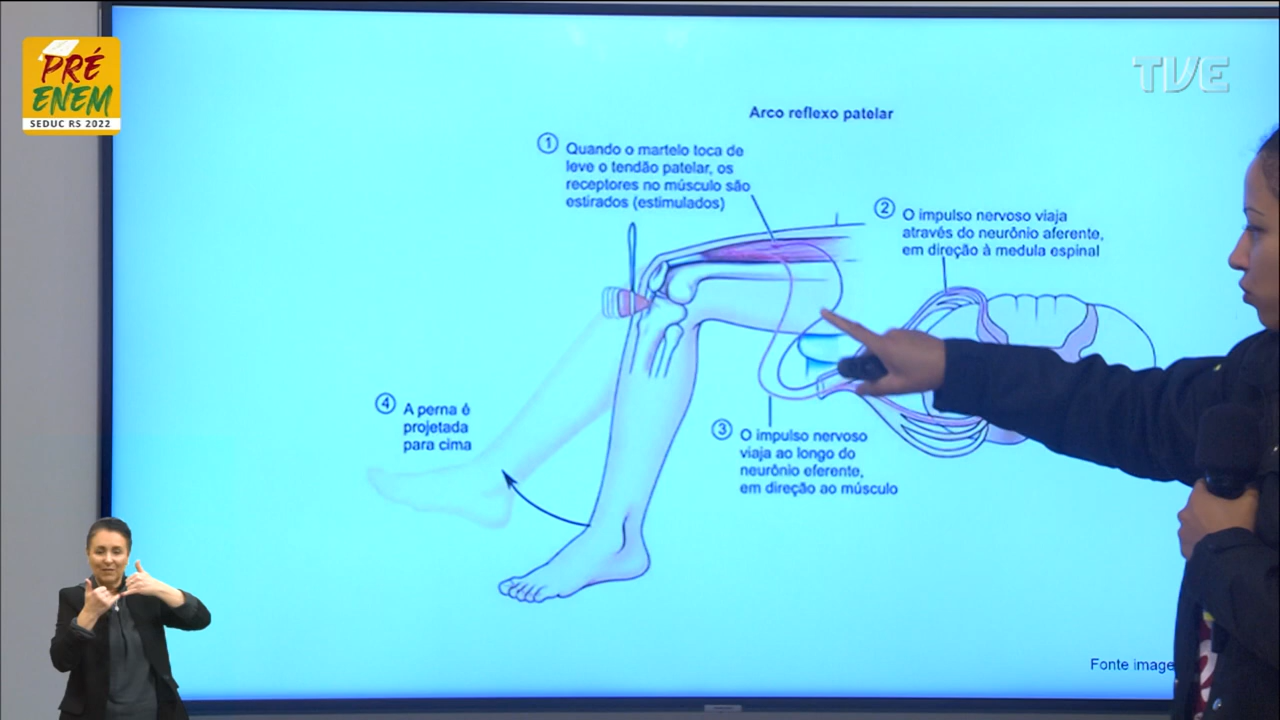 PRÉ
ENEM
SEDUC RS 2022
TVE
Arco reflexo patelar
1 Quando o martelo toca de
leve o tendão patelar, os
receptores no músculo são
estirados (estimulados)
2 O impulso nervoso viaja
através do neurônio aferente,
em direção à medula espinal
4 A perna é
projetada
para cima
3 O impulso nervoso
viaja ao longo do
neurônio eferente,
em direção ao músculo
Fonte image